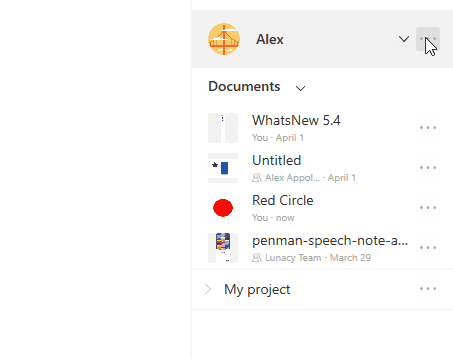 Alex
Documents
WhatsNew 5.4
You · April 1
Untitled
Alex Appol... · April 1
Red Circle
You · now
penman-speech-note-a...
Lunacy Team · March 29
My project